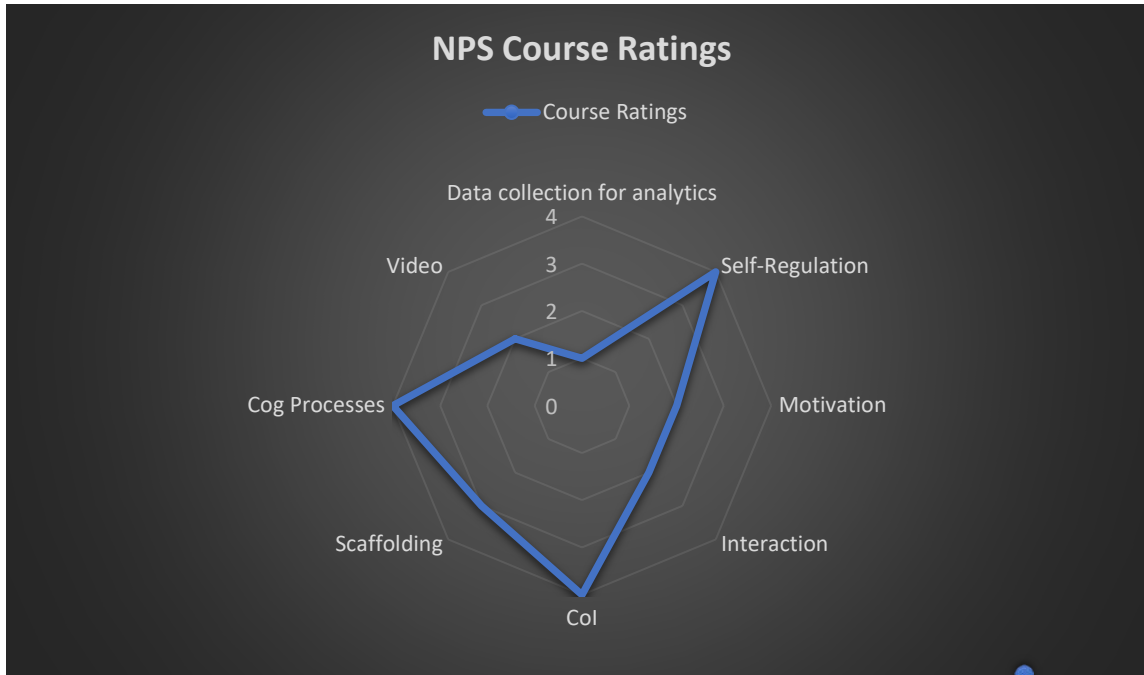 NPS Course Ratings
Course Ratings
Data collection for analytics
4
Video
Self-Regulation
3
2
1
Cog Processes
0
Motivation
Scaffolding
Interaction
CoI